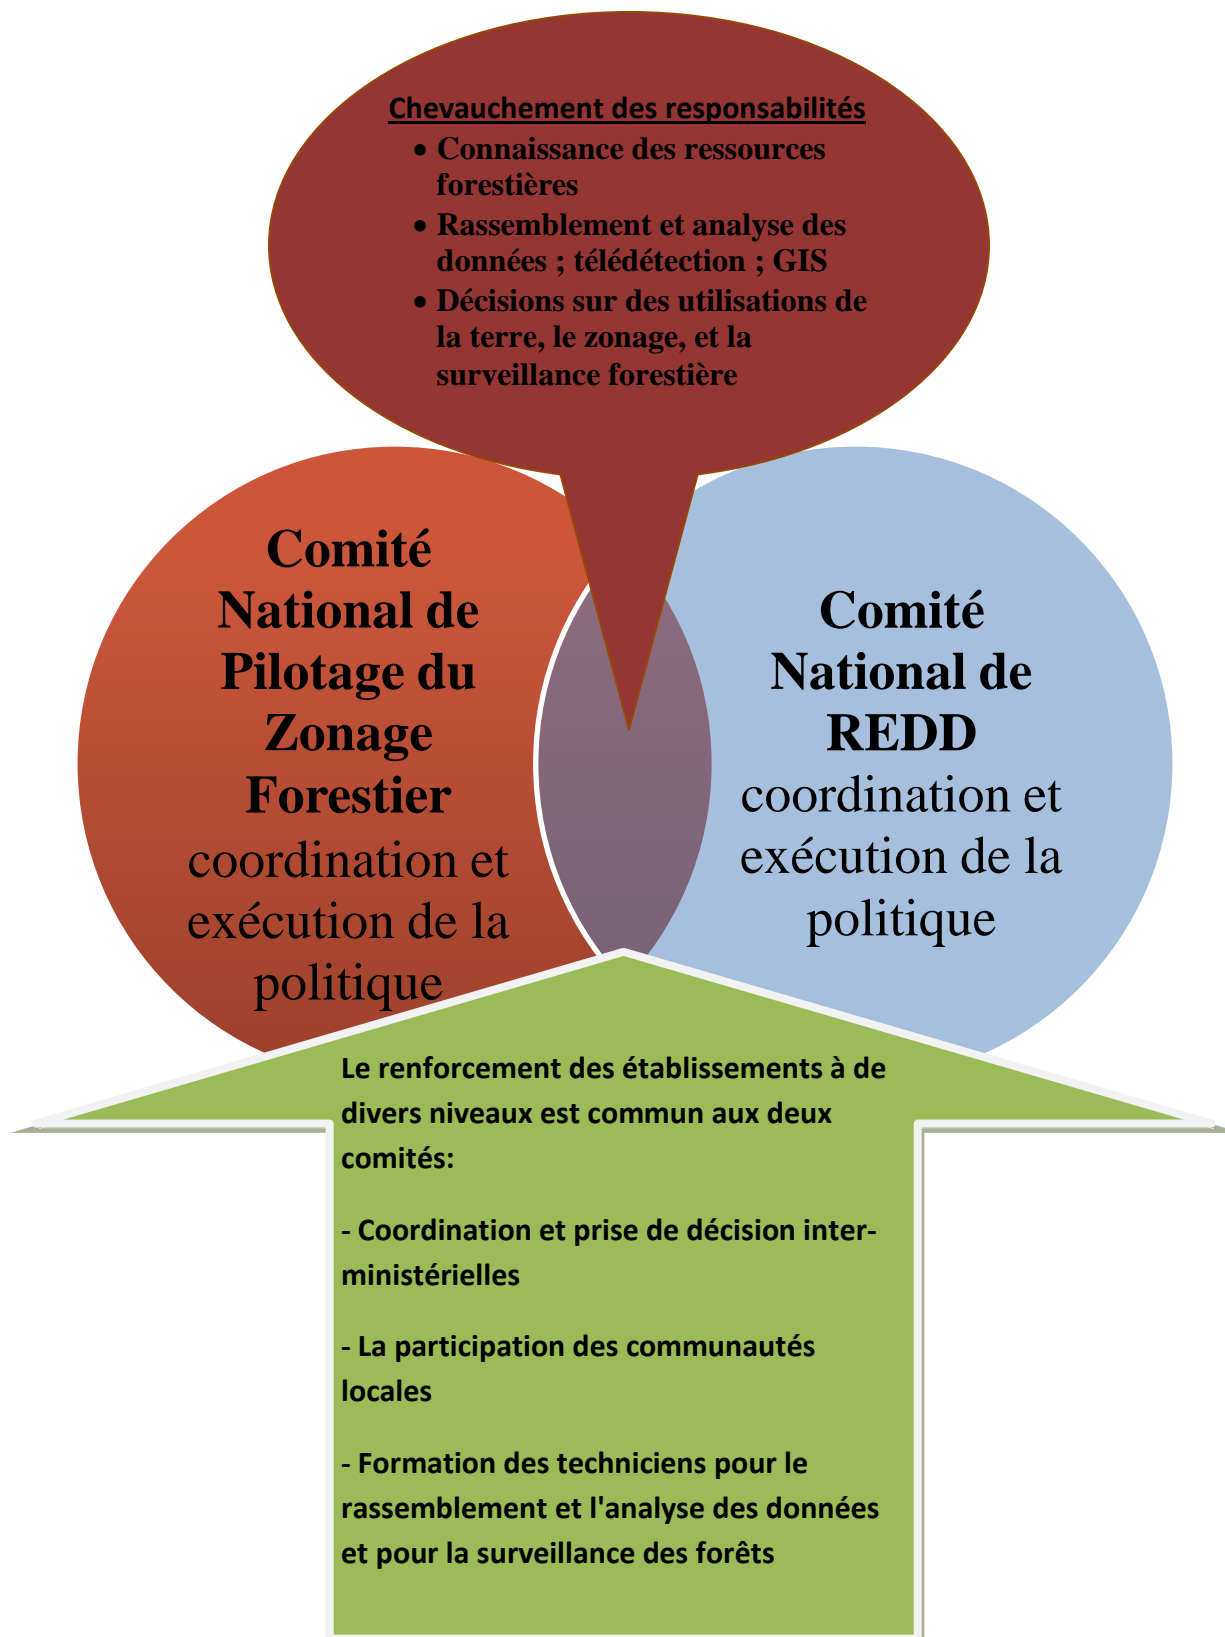 Chevauchement des responsabilités
• Connaissance des ressources
forestières
• Rassemblement et analyse des
données ; télédétection ; GIS
• Décisions sur des utilisations de
la terre, le zonage, et la
surveillance forestière
Comité
National de
Pilotage du
Zonage
Forestier
coordination et
exécution de la
politique
Comité
National de
REDD
coordination et
exécution de la
politique
Le renforcement des établissements à de
divers niveaux est commun aux deux
comités:
- Coordination et prise de décision inter-
ministérielles
- La participation des communautés
locales
- Formation des techniciens pour le
rassemblement et l'analyse des données
et pour la surveillance des forêts